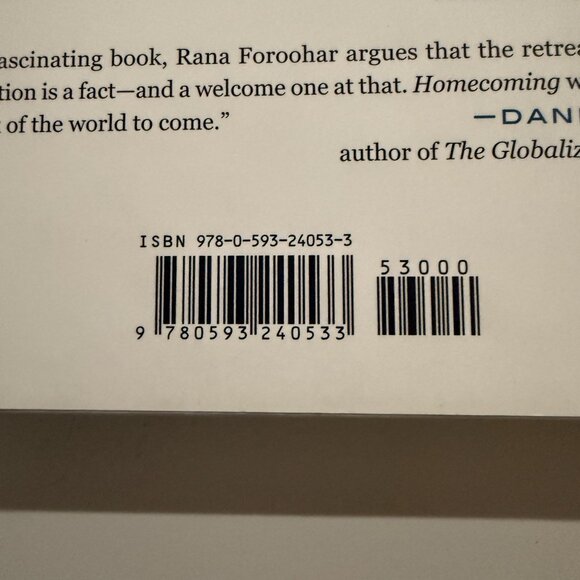 ascinating book, Rana Foroohar argues that the retrea
tion is a fact—and a welcome one at that. Homecoming w
of the world to come.”
—DANI
author of The Globaliz
ISBN 978-0-593-24053-3
53000
9 780593 240533